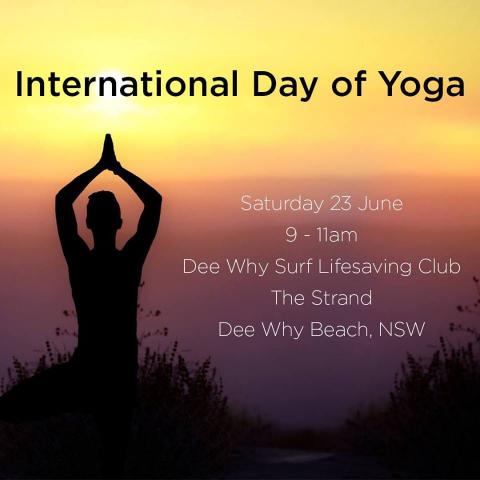 International Day of Yoga
Saturday 23 June
9 - 11am
Dee Why Surf Lifesaving Club
The Strand
Dee Why Beach, NSW